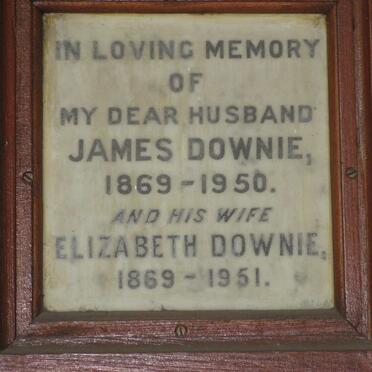 IN LOVING MEMORY
OF
MY DEAR HUSBAND
JAMES DOWNIE,
1869-1950.
AND HIS WIFE
ELIZABETH DOWNIE,
1869-1951.